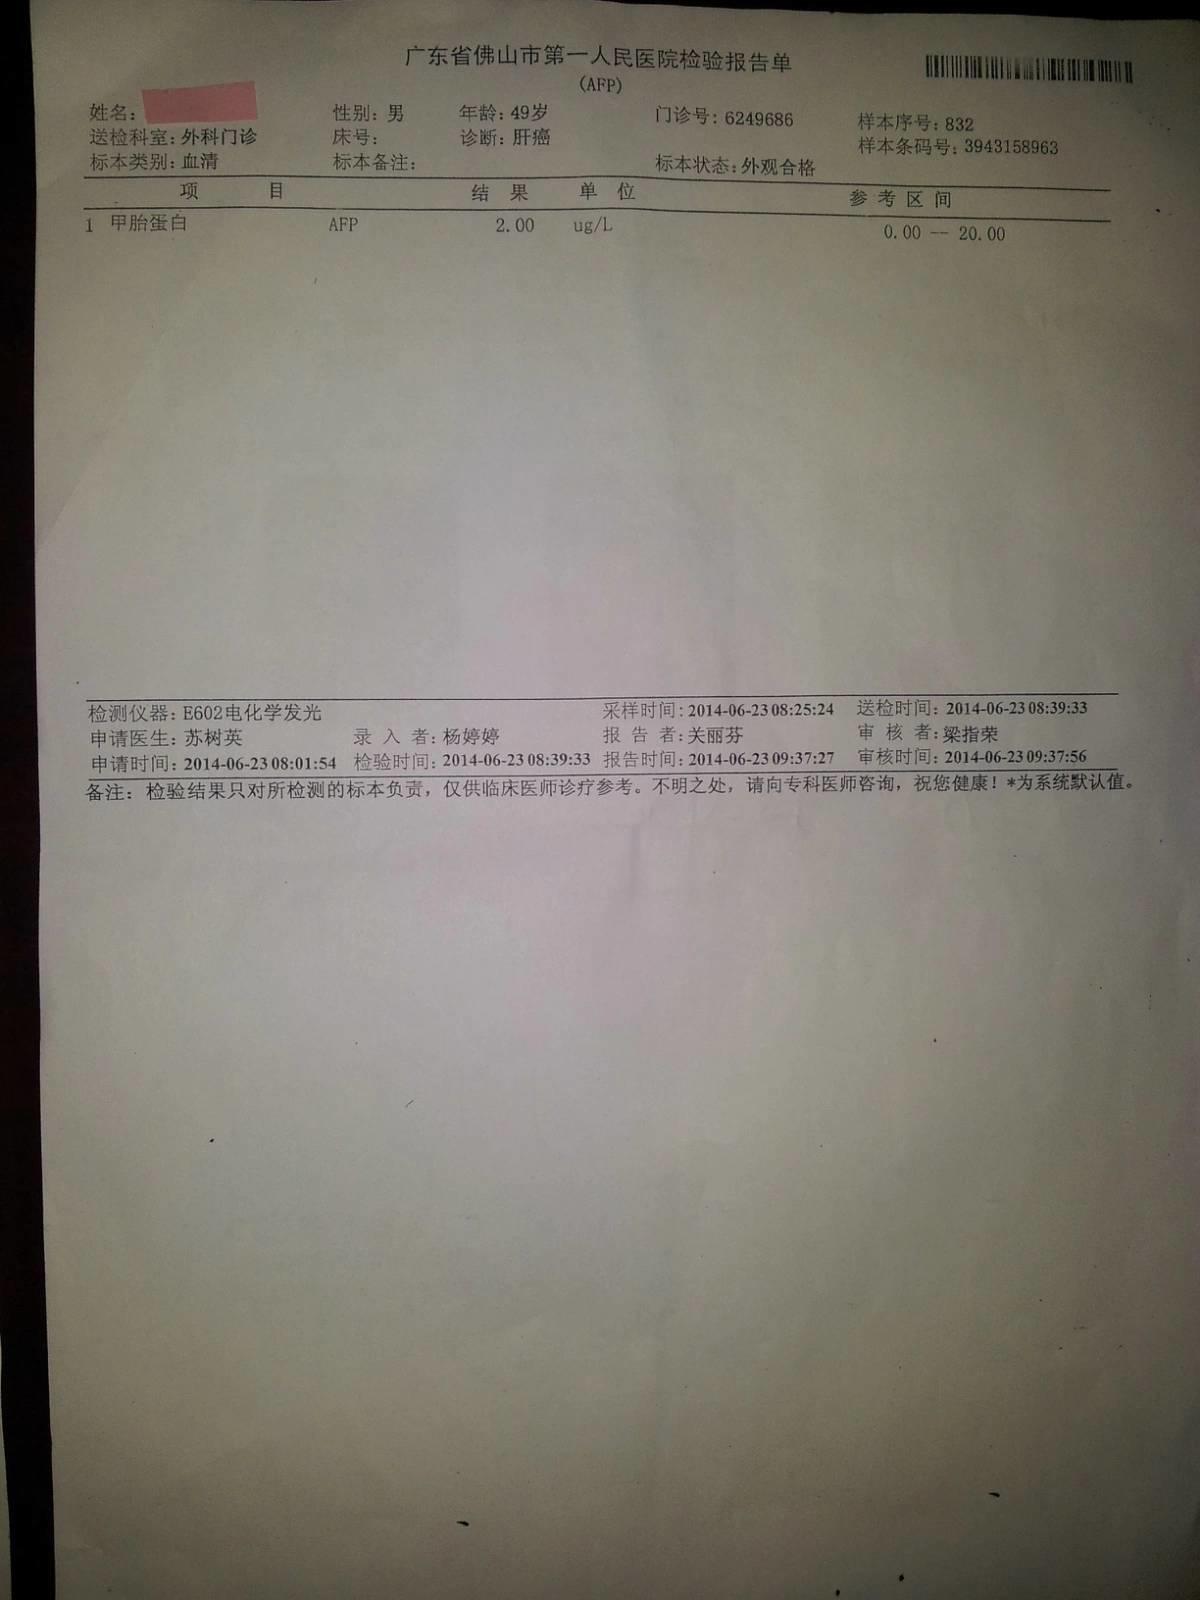 广东省佛山市第一人民医院检验报告单
(AFP)
姓名: 性别: 男 年龄: 49岁 门诊号: 6249686 样本序号: 832
送检科室: 外科门诊 床号: 诊断: 肝癌 样本条码号: 3943158963
标本类别: 血清 标本备注: 标本状态: 外观合格
项 目 结 果 单 位 参 考 区 间
1 甲胎蛋白 AFP 2.00 ug/L 0.00 -- 20.00
检测仪器: E602电化学发光 采样时间: 2014-06-23 08:25:24 送检时间: 2014-06-23 08:39:33
申请医生: 苏树英 录 入 者: 杨婷婷 报 告 者: 关丽芬 审 核 者: 梁指荣
申请时间: 2014-06-23 08:01:54 检验时间: 2014-06-23 08:39:33 报告时间: 2014-06-23 09:37:27 审核时间: 2014-06-23 09:37:56
备注: 检验结果只对所检测的标本负责，仅供临床医师诊疗参考。不明之处，请向专科医师咨询，祝您健康！*为系统默认值。